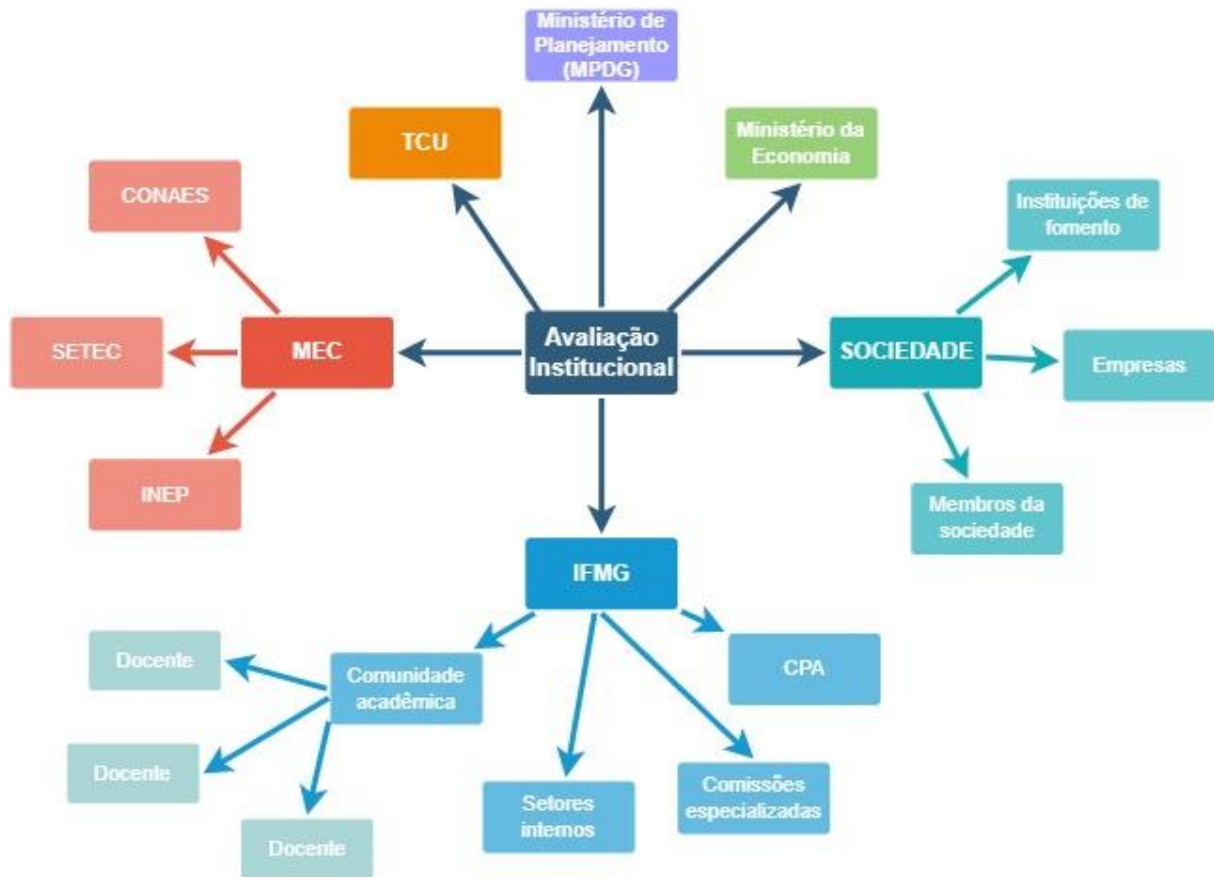 Ministério de
Planejamento
(MPDG)
TCU
Ministério da
Economia
CONAES
Instituições de
fomento
SETEC
MEC
Avaliação
Institucional
SOCIEDADE
Empresas
INEP
Membros da
sociedade
IFMG
Docente
Comunidade
acadêmica
CPA
Docente
Setores
internos
Comissões
especializadas
Docente